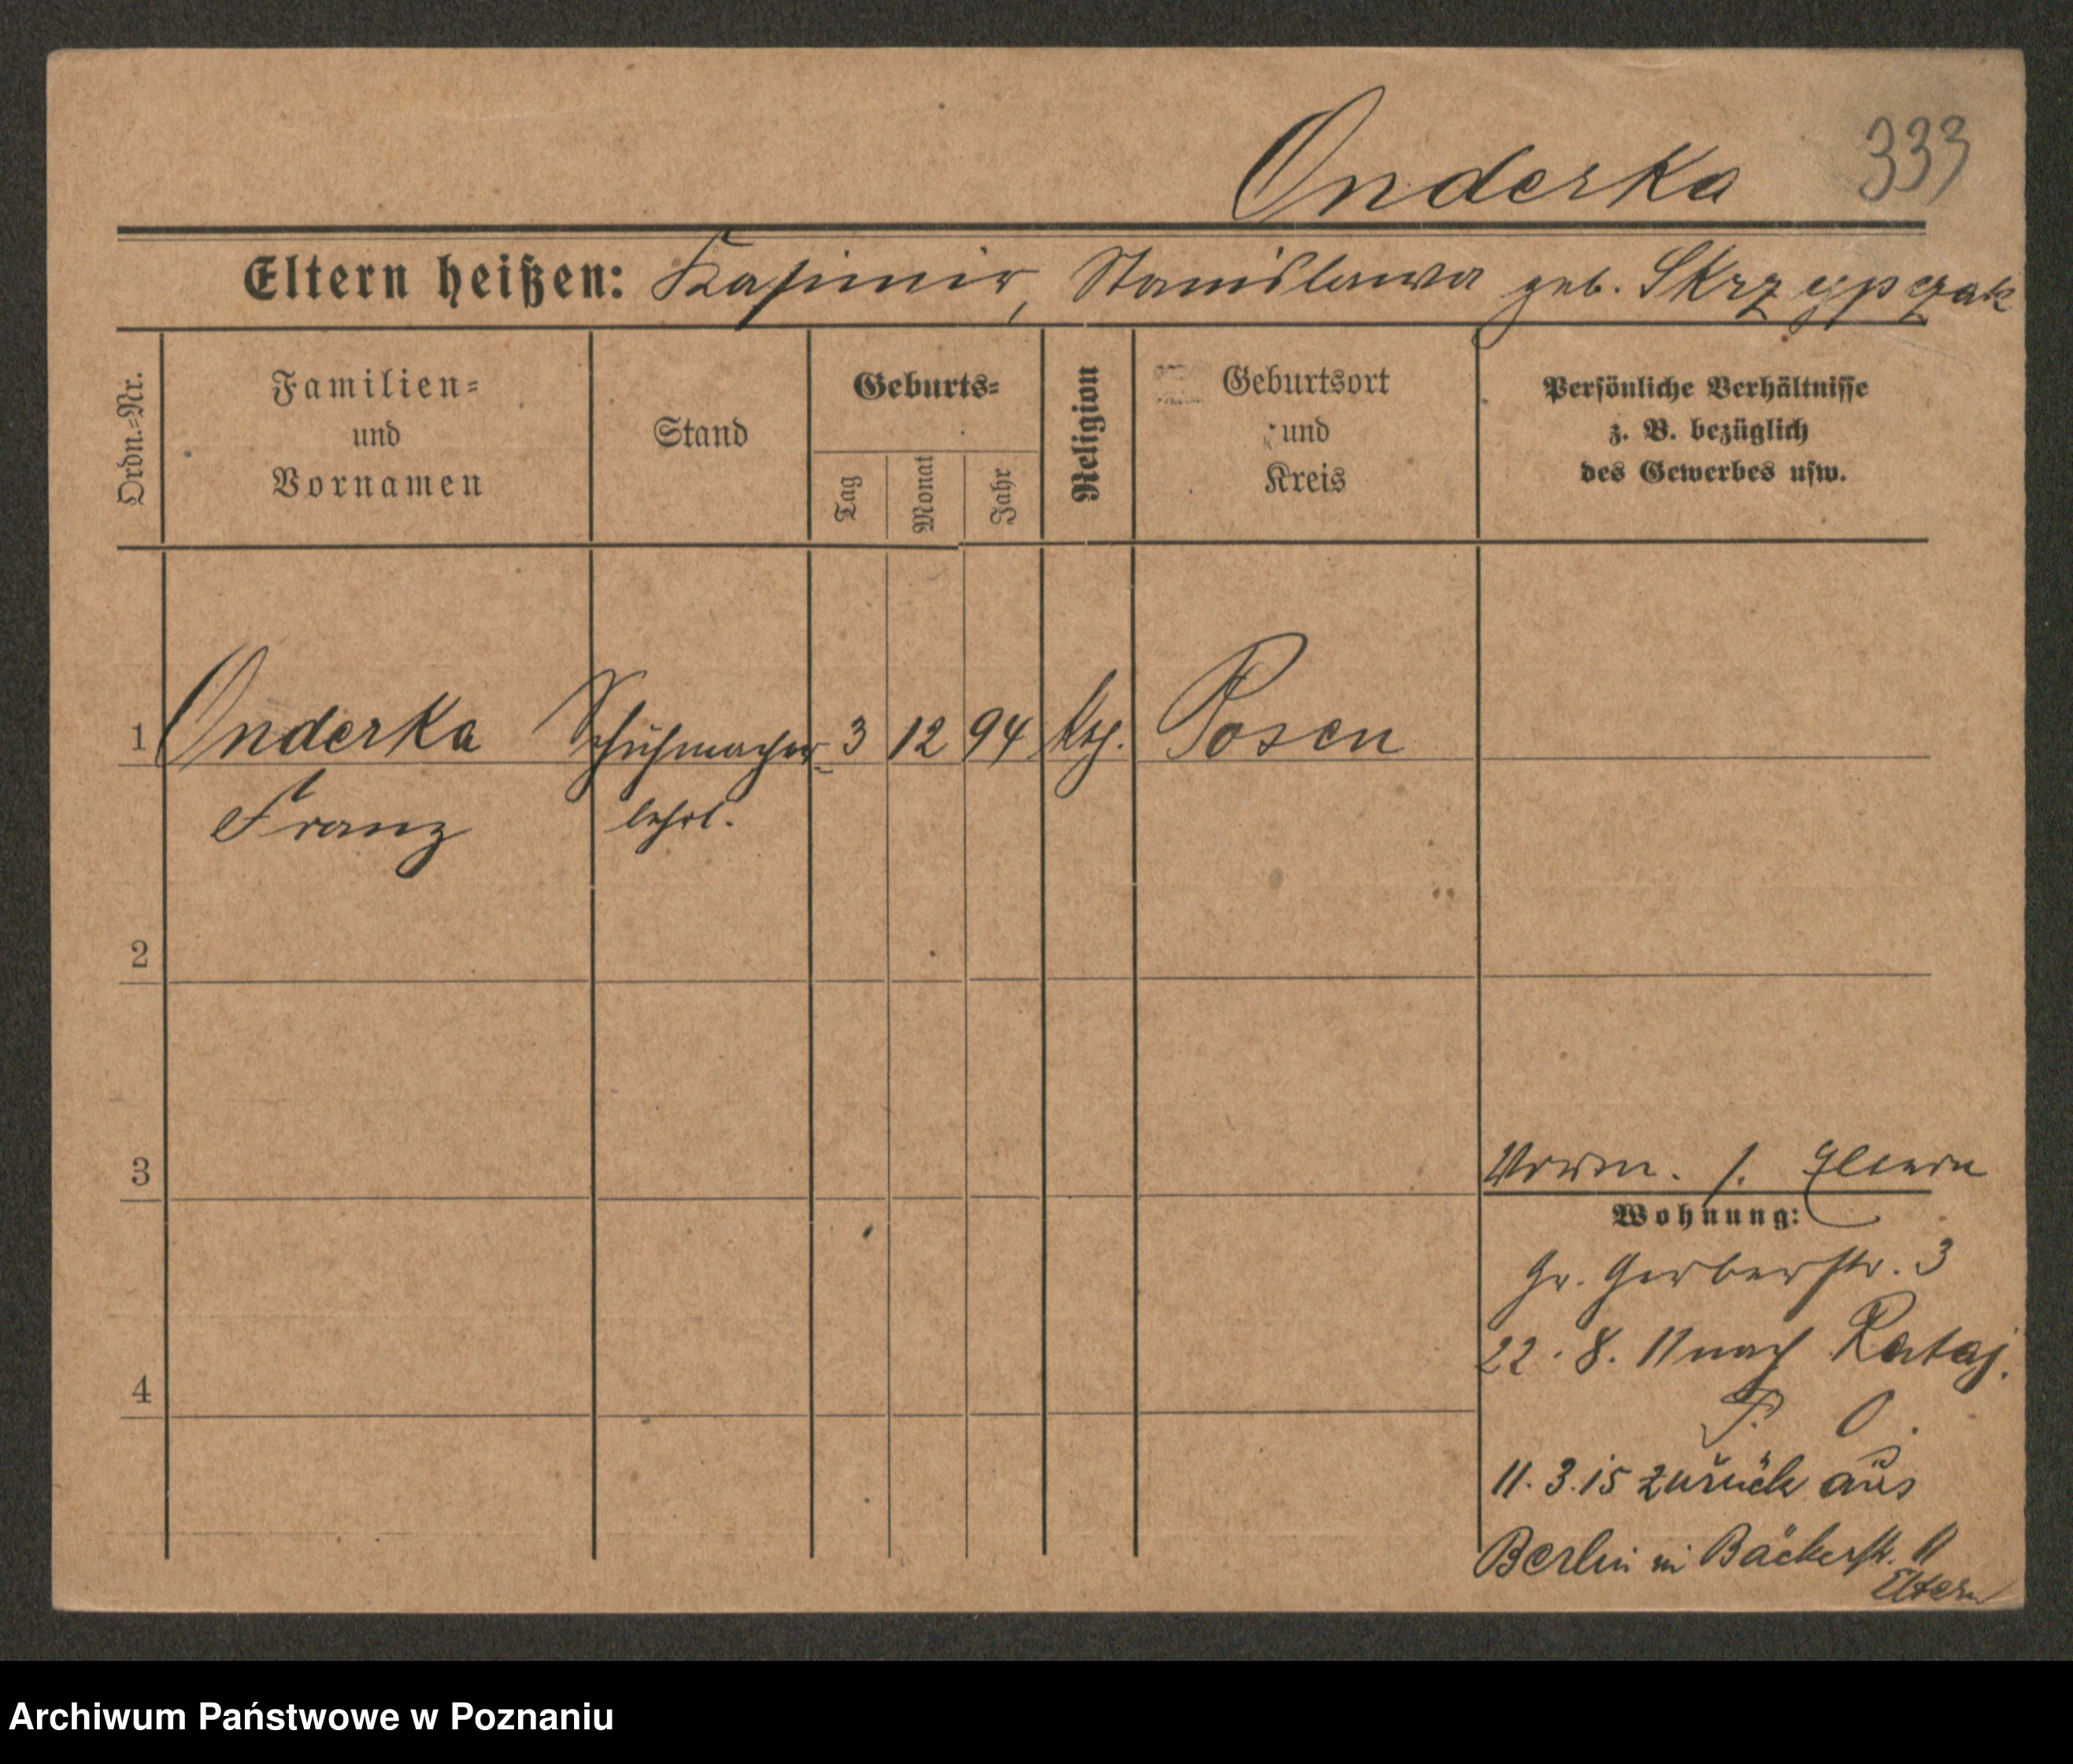 Onderka 333
Eltern heißen: Kasimir, Stanislawa geb. Skrzypczak
Ordn.-Nr.
Familien-
und
Vornamen
Stand
Geburts-
Tag
Monat
Jahr
Religion
Geburtsort
und
Kreis
Persönliche Verhältnisse
z. B. bezüglich
des Gewerbes usw.
1 Onderka Schuhmacher- 3 12 94 Posen
Franz lehrl.
2
3
s. Eltern
Wohnung:
Gr. Gerberstr. 3
22. 8. 11 nach Rataj.
11. 3. 15 zurück aus
4
Berlin in Bäckerstr. 11
Eltern
Archiwum Państwowe w Poznaniu